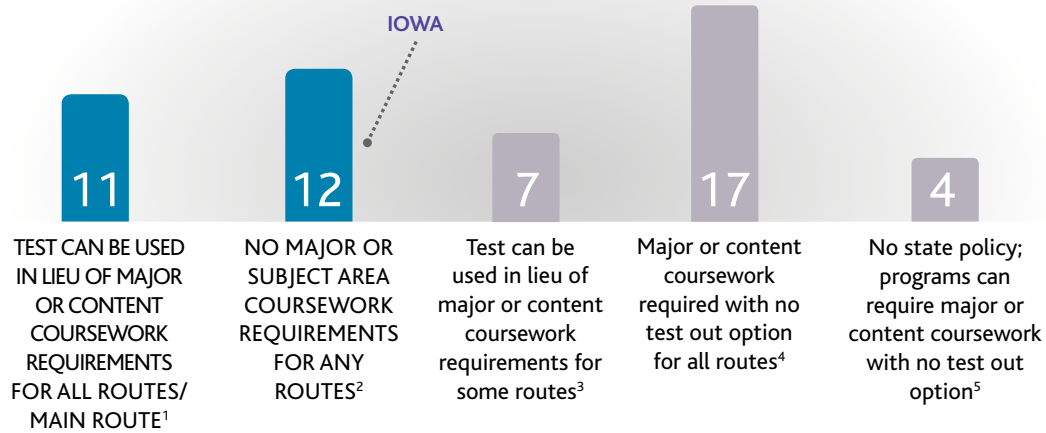 IOWA
11
12
7
17
4
TEST CAN BE USED
IN LIEU OF MAJOR
OR CONTENT
COURSEWORK
REQUIREMENTS
FOR ALL ROUTES/
MAIN ROUTE¹
NO MAJOR OR
SUBJECT AREA
COURSEWORK
REQUIREMENTS
FOR ANY
ROUTES²
Test can be
used in lieu of
major or content
coursework
requirements for
some routes³
Major or content
coursework
required with no
test out option
for all routes⁴
No state policy;
programs can
require major or
content coursework
with no test out
option⁵